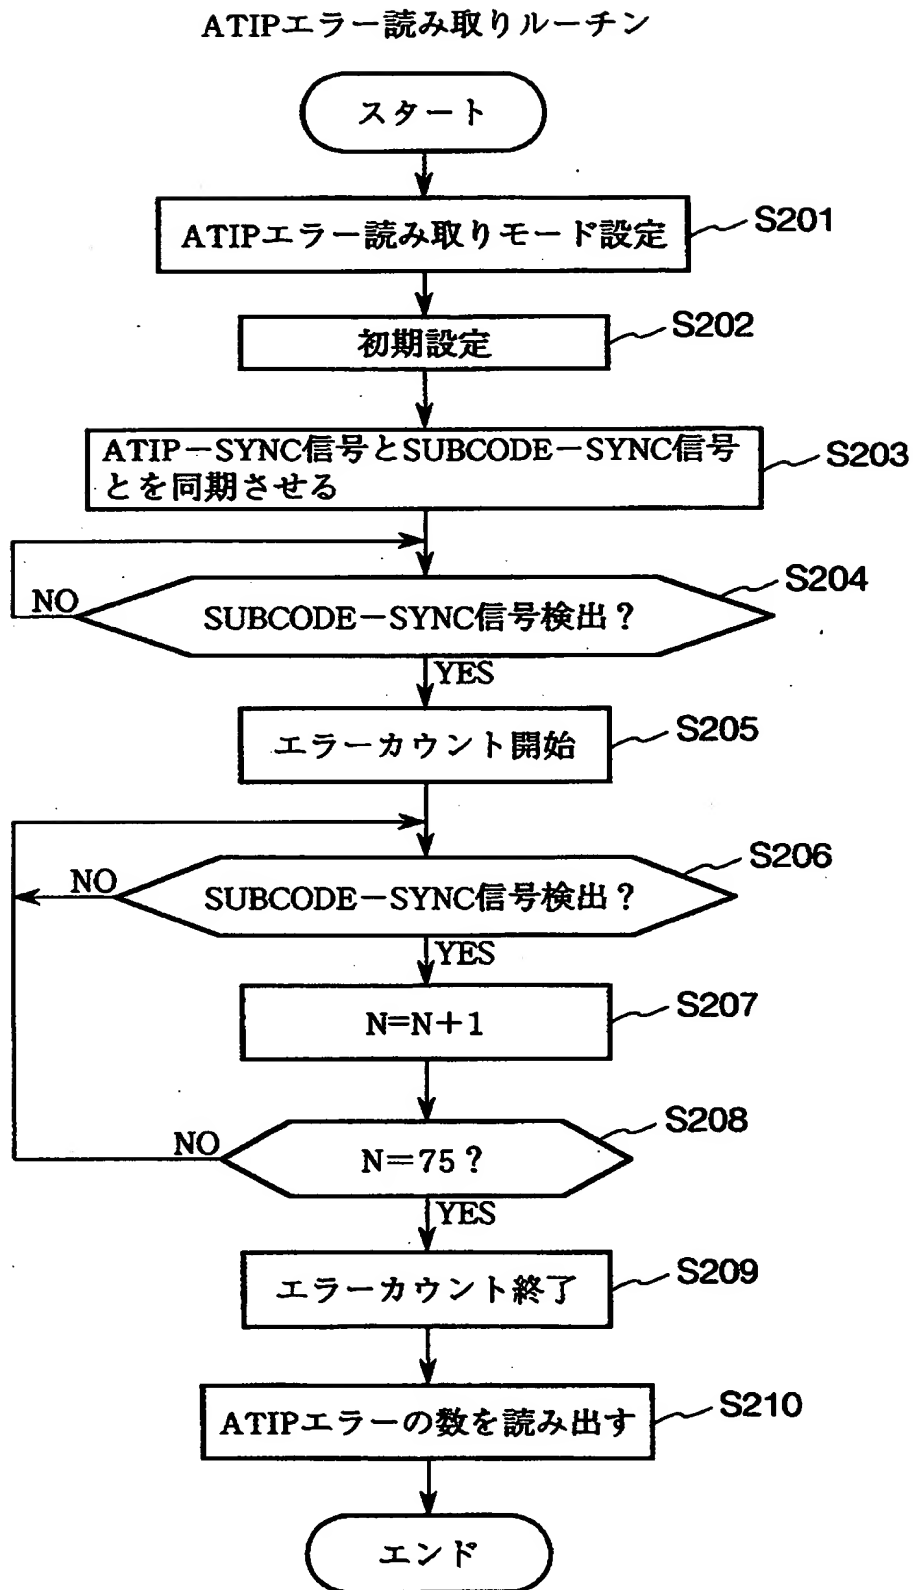 ATIPエラー読み取りルーチン
スタート
ATIPエラー読み取りモード設定
S201
初期設定
S202
ATIP－SYNC信号とSUBCODE－SYNC信号
とを同期させる
S203
NO
SUBCODE－SYNC信号検出？
S204
YES
エラーカウント開始
S205
NO
SUBCODE－SYNC信号検出？
S206
YES
N=N＋1
S207
NO
N＝75？
S208
YES
エラーカウント終了
S209
ATIPエラーの数を読み出す
S210
エンド